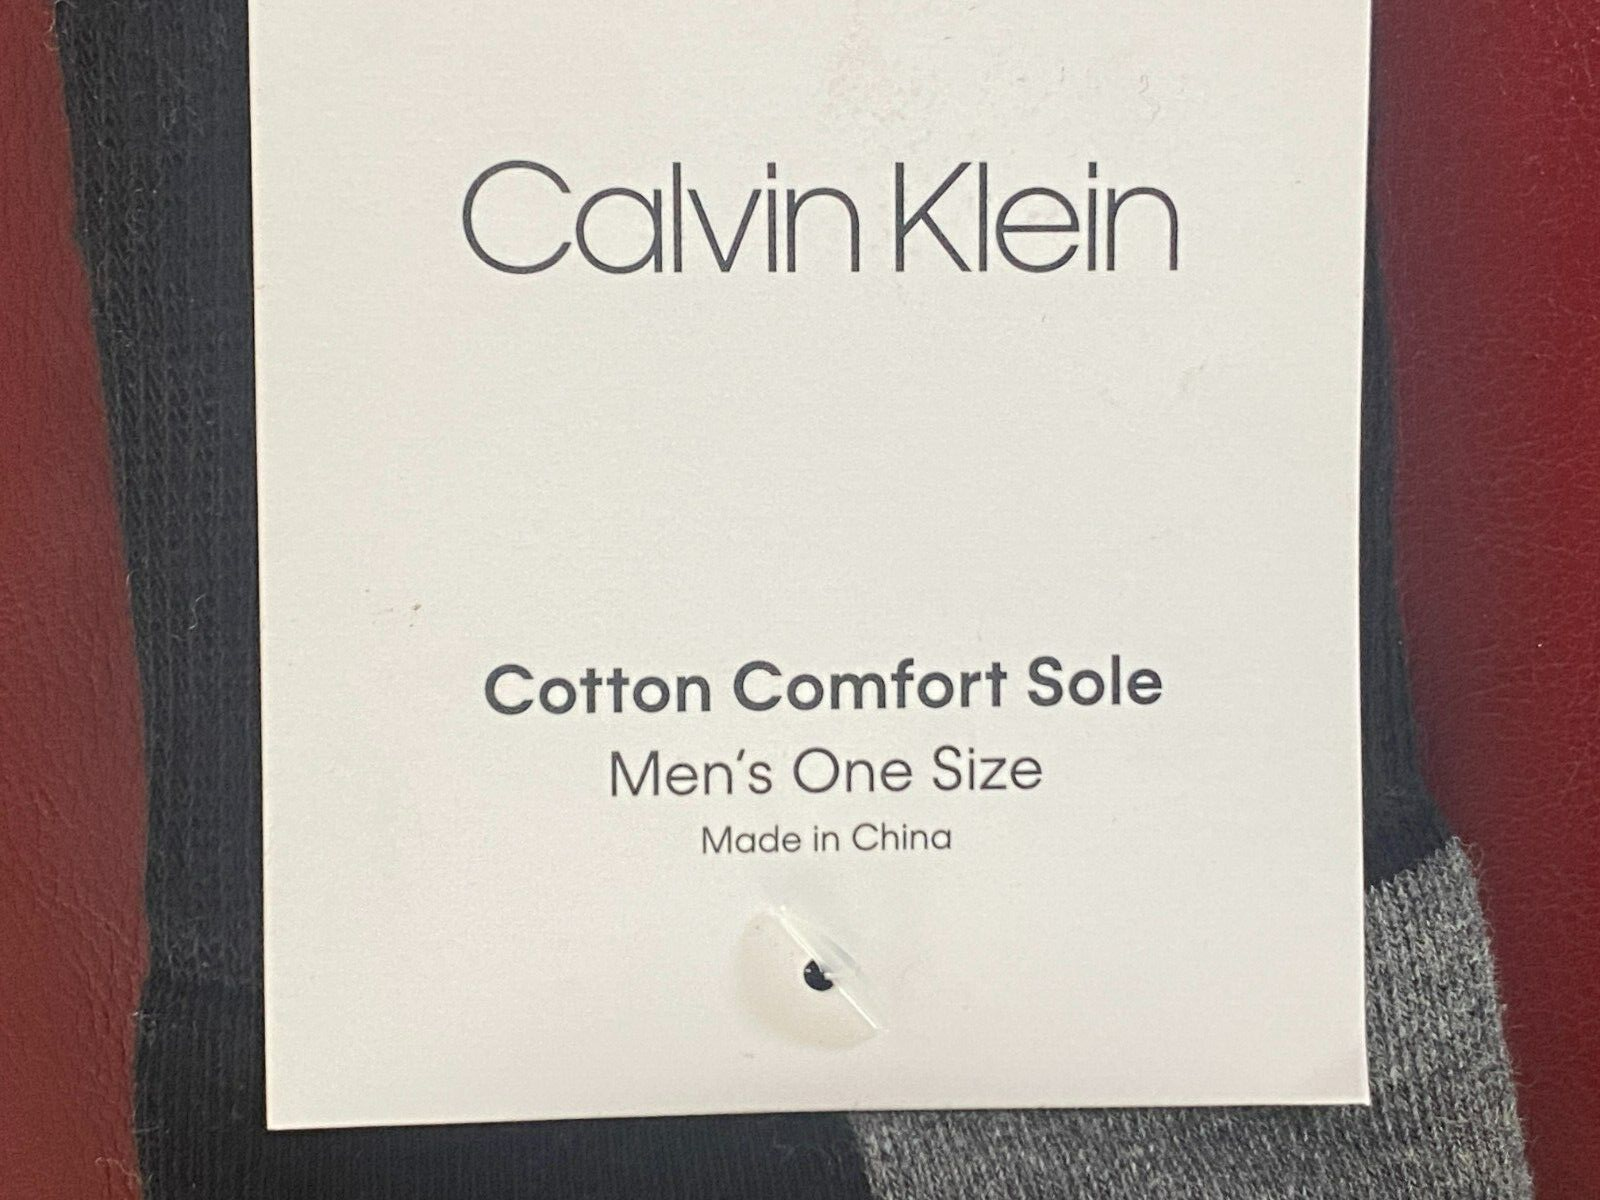 Calvin Klein
Cotton Comfort Sole
Men's One Size
Made in China